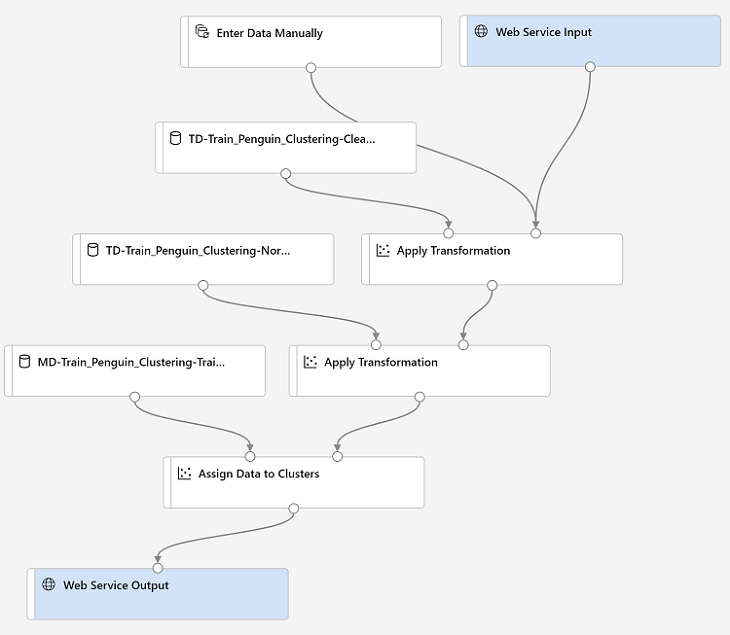 Enter Data Manually
Web Service Input
TD-Train_Penguin_Clustering-Clea...
TD-Train_Penguin_Clustering-Nor...
Apply Transformation
MD-Train_Penguin_Clustering-Trai...
Apply Transformation
Assign Data to Clusters
Web Service Output